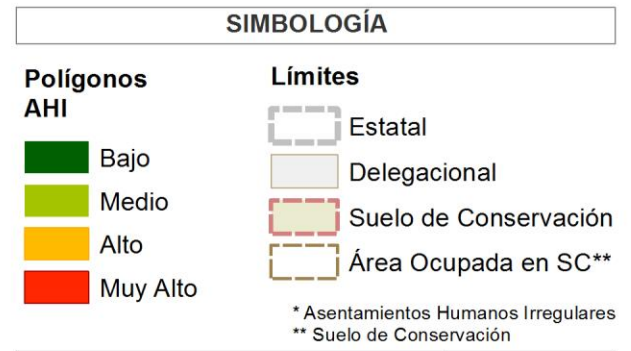 SIMBOLOGÍA
Polígonos
AHI
Bajo
Medio
Alto
Muy Alto
Límites
Estatal
Delegacional
Suelo de Conservación
Área Ocupada en SC**
* Asentamientos Humanos Irregulares
** Suelo de Conservación